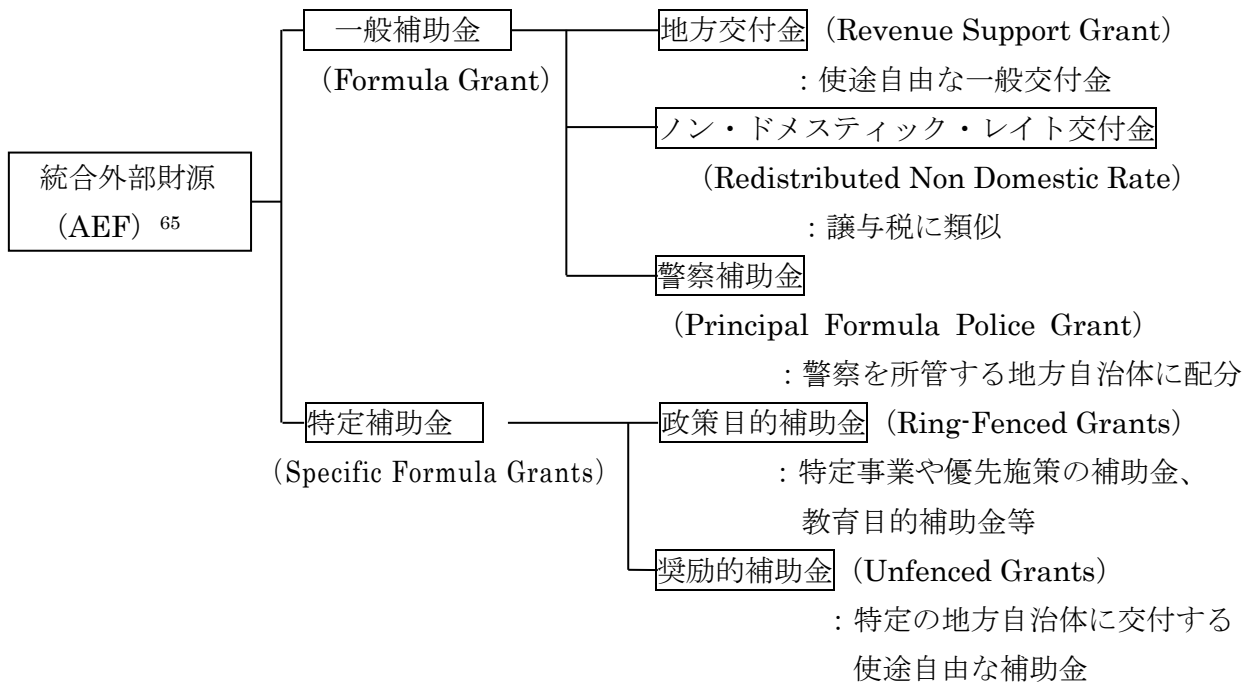 一般補助金
(Formula Grant)
地方交付金 (Revenue Support Grant)
:使途自由な一般交付金
ノン・ドメスティック・レイト交付金
(Redistributed Non Domestic Rate)
:譲与税に類似
統合外部財源
(AEF) 65
警察補助金
(Principal Formula Police Grant)
:警察を所管する地方自治体に配分
特定補助金
(Specific Formula Grants)
政策目的補助金 (Ring-Fenced Grants)
:特定事業や優先施策の補助金、
教育目的補助金等
奨励的補助金 (Unfenced Grants)
:特定の地方自治体に交付する
使途自由な補助金